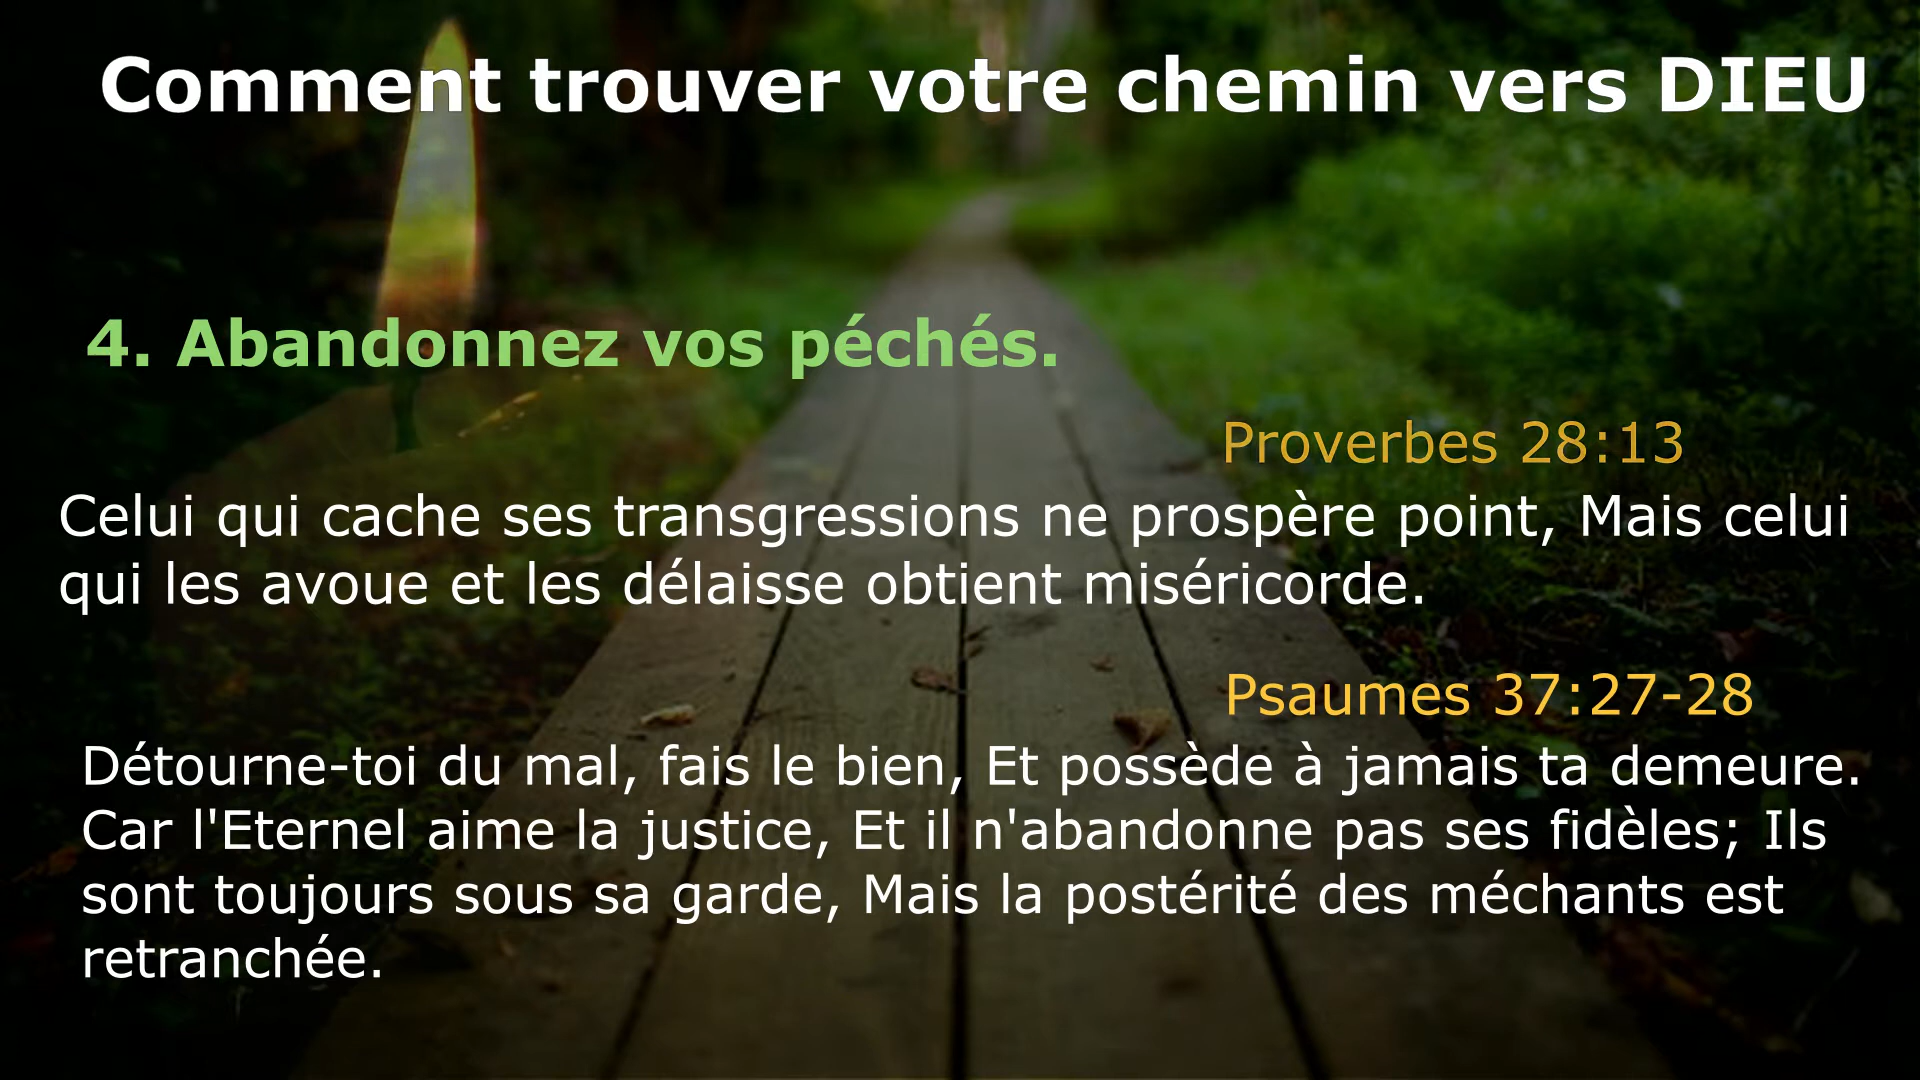 Comment trouver votre chemin vers DIEU
4. Abandonnez vos péchés.
Proverbes 28:13
Celui qui cache ses transgressions ne prospère point, Mais celui
qui les avoue et les délaisse obtient miséricorde.
Psaumes 37:27-28
Détourne-toi du mal, fais le bien, Et possède à jamais ta demeure.
Car l'Eternel aime la justice, Et il n'abandonne pas ses fidèles; Ils
sont toujours sous sa garde, Mais la postérité des méchants est
retranchée.